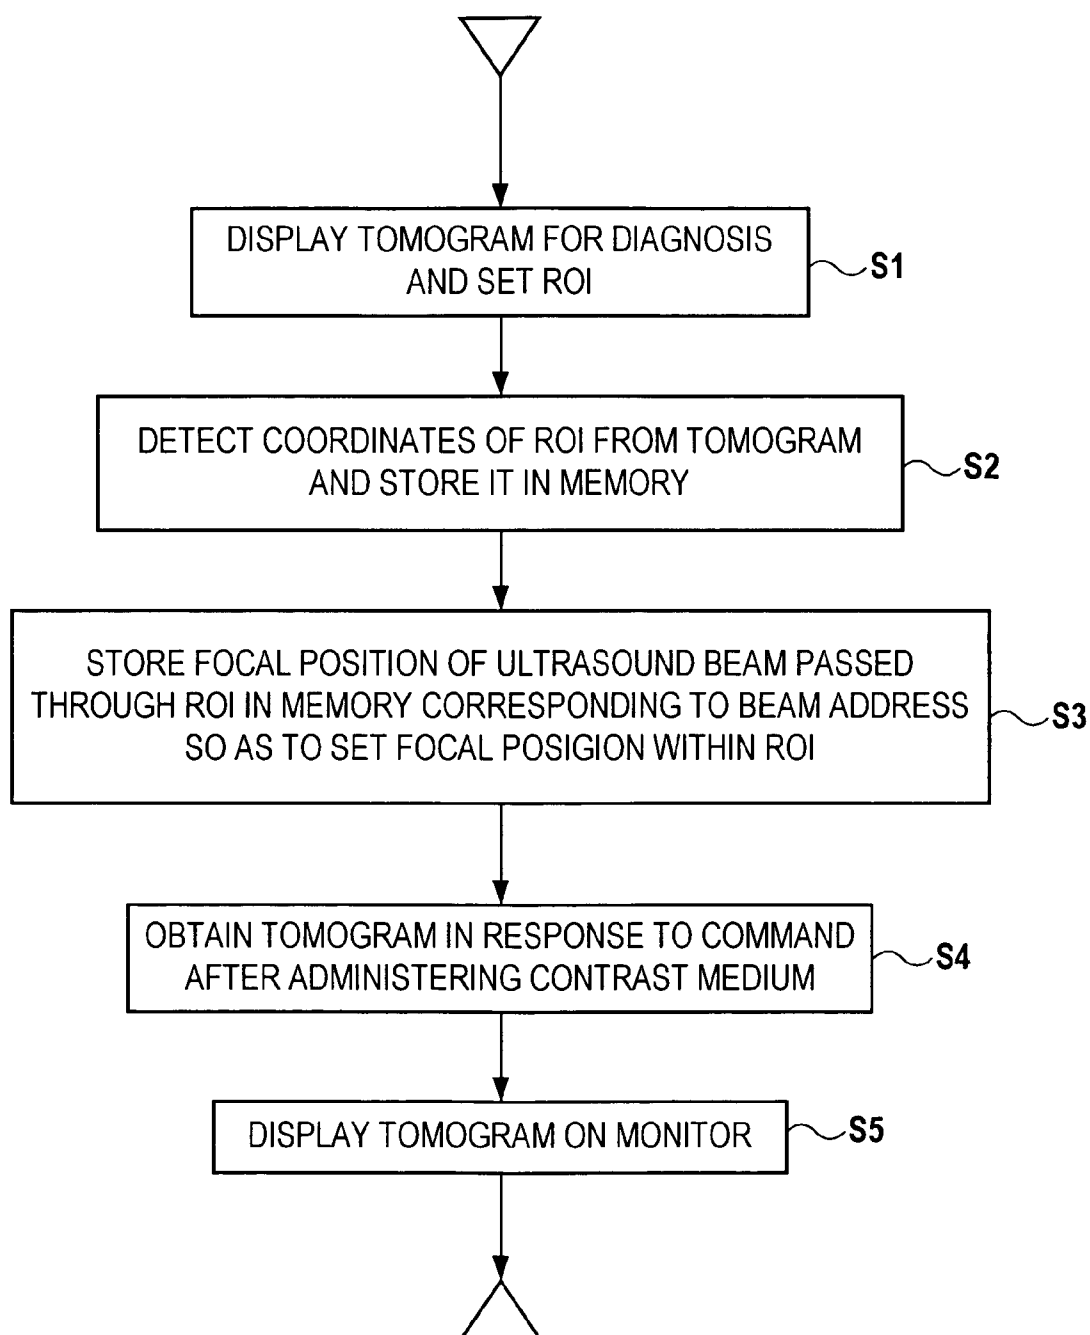 DISPLAY TOMOGRAM FOR DIAGNOSIS
AND SET ROI
S1
DETECT COORDINATES OF ROI FROM TOMOGRAM
AND STORE IT IN MEMORY
S2
STORE FOCAL POSITION OF ULTRASOUND BEAM PASSED
THROUGH ROI IN MEMORY CORRESPONDING TO BEAM ADDRESS
SO AS TO SET FOCAL POSIGION WITHIN ROI
S3
OBTAIN TOMOGRAM IN RESPONSE TO COMMAND
AFTER ADMINISTERING CONTRAST MEDIUM
S4
DISPLAY TOMOGRAM ON MONITOR
S5